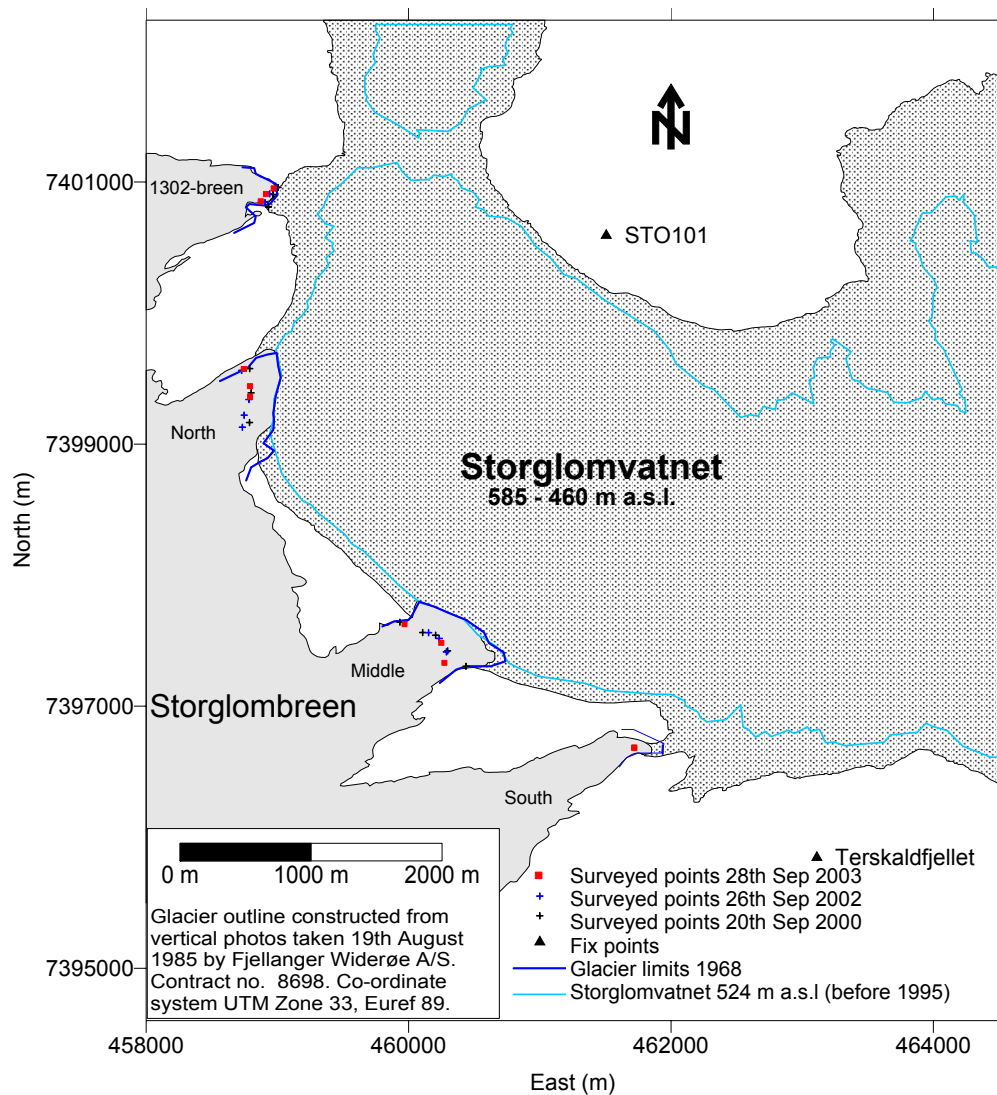 7401000
1302-breen
N
STO101
North
7399000
Storglomvatnet
585 - 460 m a.s.l.
North (m)
Middle
7397000
Storglombreen
South
Terskaldfjellet
0 m 1000 m 2000 m
Surveyed points 28th Sep 2003
Surveyed points 26th Sep 2002
Surveyed points 20th Sep 2000
Fix points
Glacier limits 1968
Storglomvatnet 524 m a.s.l (before 1995)
Glacier outline constructed from
vertical photos taken 19th August
1985 by Fjellanger Widerøe A/S.
Contract no. 8698. Co-ordinate
system UTM Zone 33, Euref 89.
7395000
458000 460000 462000 464000
East (m)